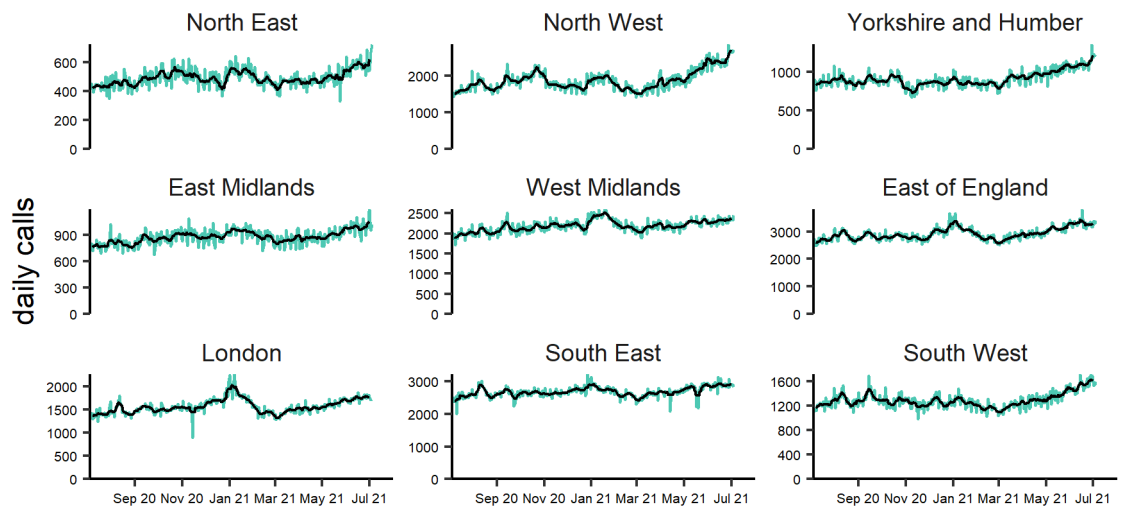 North East
North West
Yorkshire and Humber
600
400
200
0
2000
1000
0
1000
500
0
East Midlands
West Midlands
East of England
daily calls
900
600
300
0
2500
2000
1500
1000
500
0
3000
2000
1000
0
London
South East
South West
2000
1500
1000
500
0
3000
2000
1000
0
1600
1200
800
400
0
Sep 20 Nov 20 Jan 21 Mar 21 May 21 Jul 21
Sep 20 Nov 20 Jan 21 Mar 21 May 21 Jul 21
Sep 20 Nov 20 Jan 21 Mar 21 May 21 Jul 21